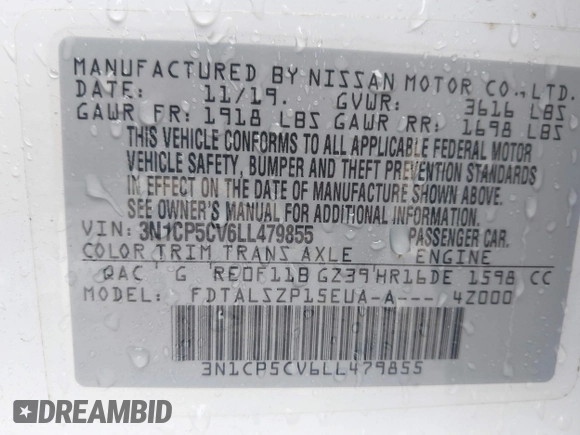 MANUFACTURED BY NISSAN MOTOR CO.,LTD.
DATE: 11/19. GVWR: 3616 LBS
GAWR FR: 1918 LBS GAWR RR: 1698 LBS
THIS VEHICLE CONFORMS TO ALL APPLICABLE FEDERAL MOTOR
VEHICLE SAFETY, BUMPER AND THEFT PREVENTION STANDARDS
IN EFFECT ON THE DATE OF MANUFACTURE SHOWN ABOVE.
SEE OWNER'S MANUAL OR DRIVER INFORMATION.
VIN: 3N1CP5CV6LL479855 PASSENGER CAR.
COLOR TRIM TRANS AXLE ENGINE
QAC G RE0F11B GZ39 HR16DE 1598 CC
FDTALSZP15EUA-A--- 4Z000
3N1CP5CV6LL479855
DREAMBID